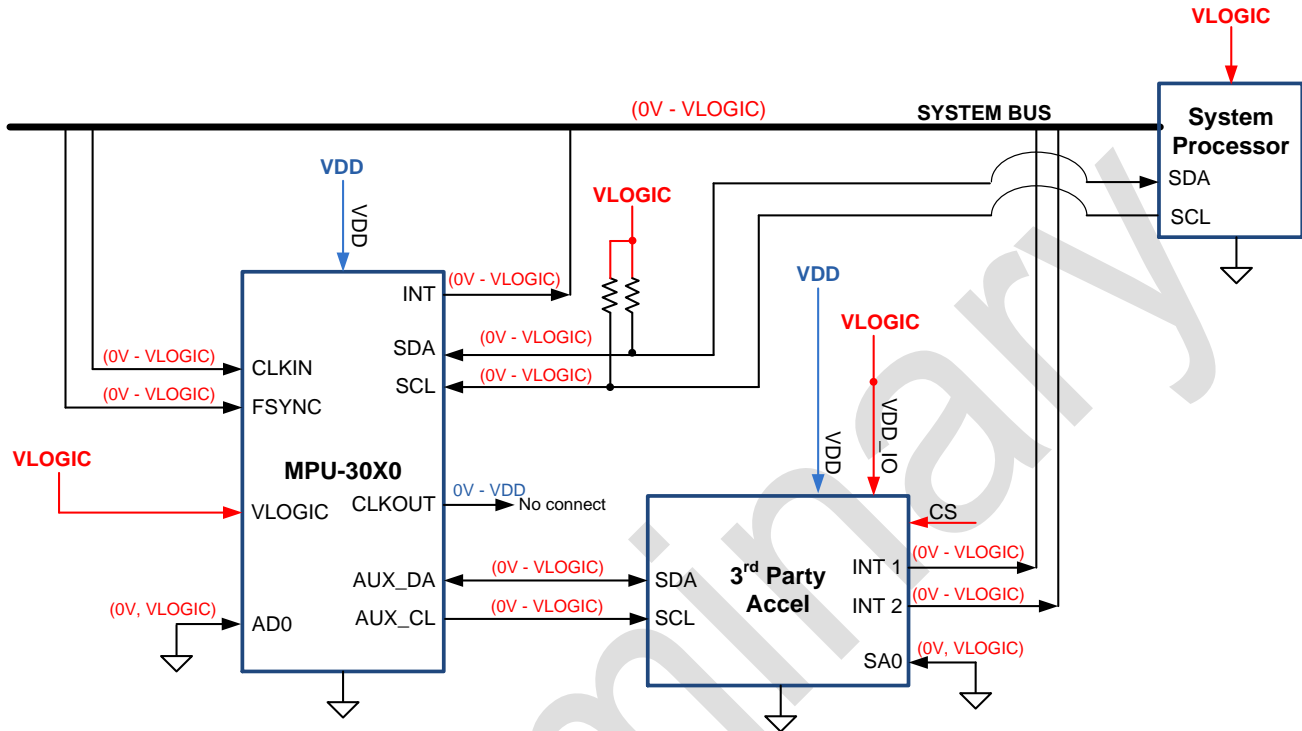 VLOGIC
(0V - VLOGIC)
SYSTEM BUS
System
Processor
SDA
SCL
VDD
VDD
VLOGIC
(0V - VLOGIC)
INT
(0V - VLOGIC)
SDA
(0V - VLOGIC)
SCL
(0V - VLOGIC)
CLKIN
(0V - VLOGIC)
FSYNC
MPU-30X0
VLOGIC
VLOGIC
CLKOUT
0V - VDD
No connect
AUX_DA
(0V - VLOGIC)
AUX_CL
(0V - VLOGIC)
(0V, VLOGIC)
AD0
VDD
VDD
VLOGIC
VDD_IO
CS
3rd Party
Accel
SDA
SCL
INT 1
(0V - VLOGIC)
INT 2
(0V - VLOGIC)
SA0
(0V, VLOGIC)
minary